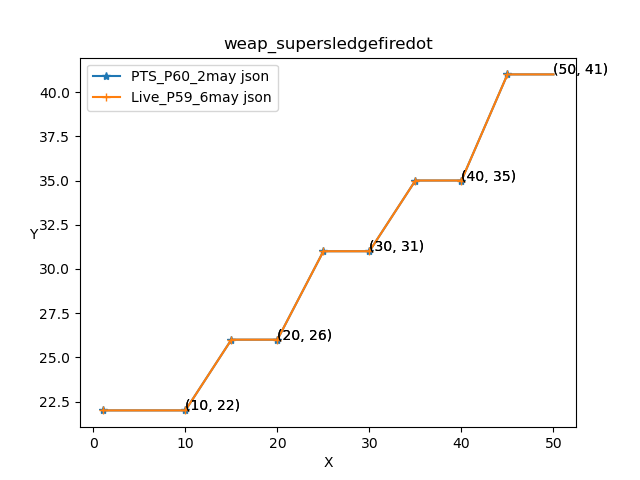 weap_supersledgefiredot
PTS_P60_2may json
Live_P59_6may json
(50, 41)
(40, 35)
(30, 31)
(20, 26)
(10, 22)
Y
40.0
37.5
35.0
32.5
30.0
27.5
25.0
22.5
0 10 20 30 40 50
X